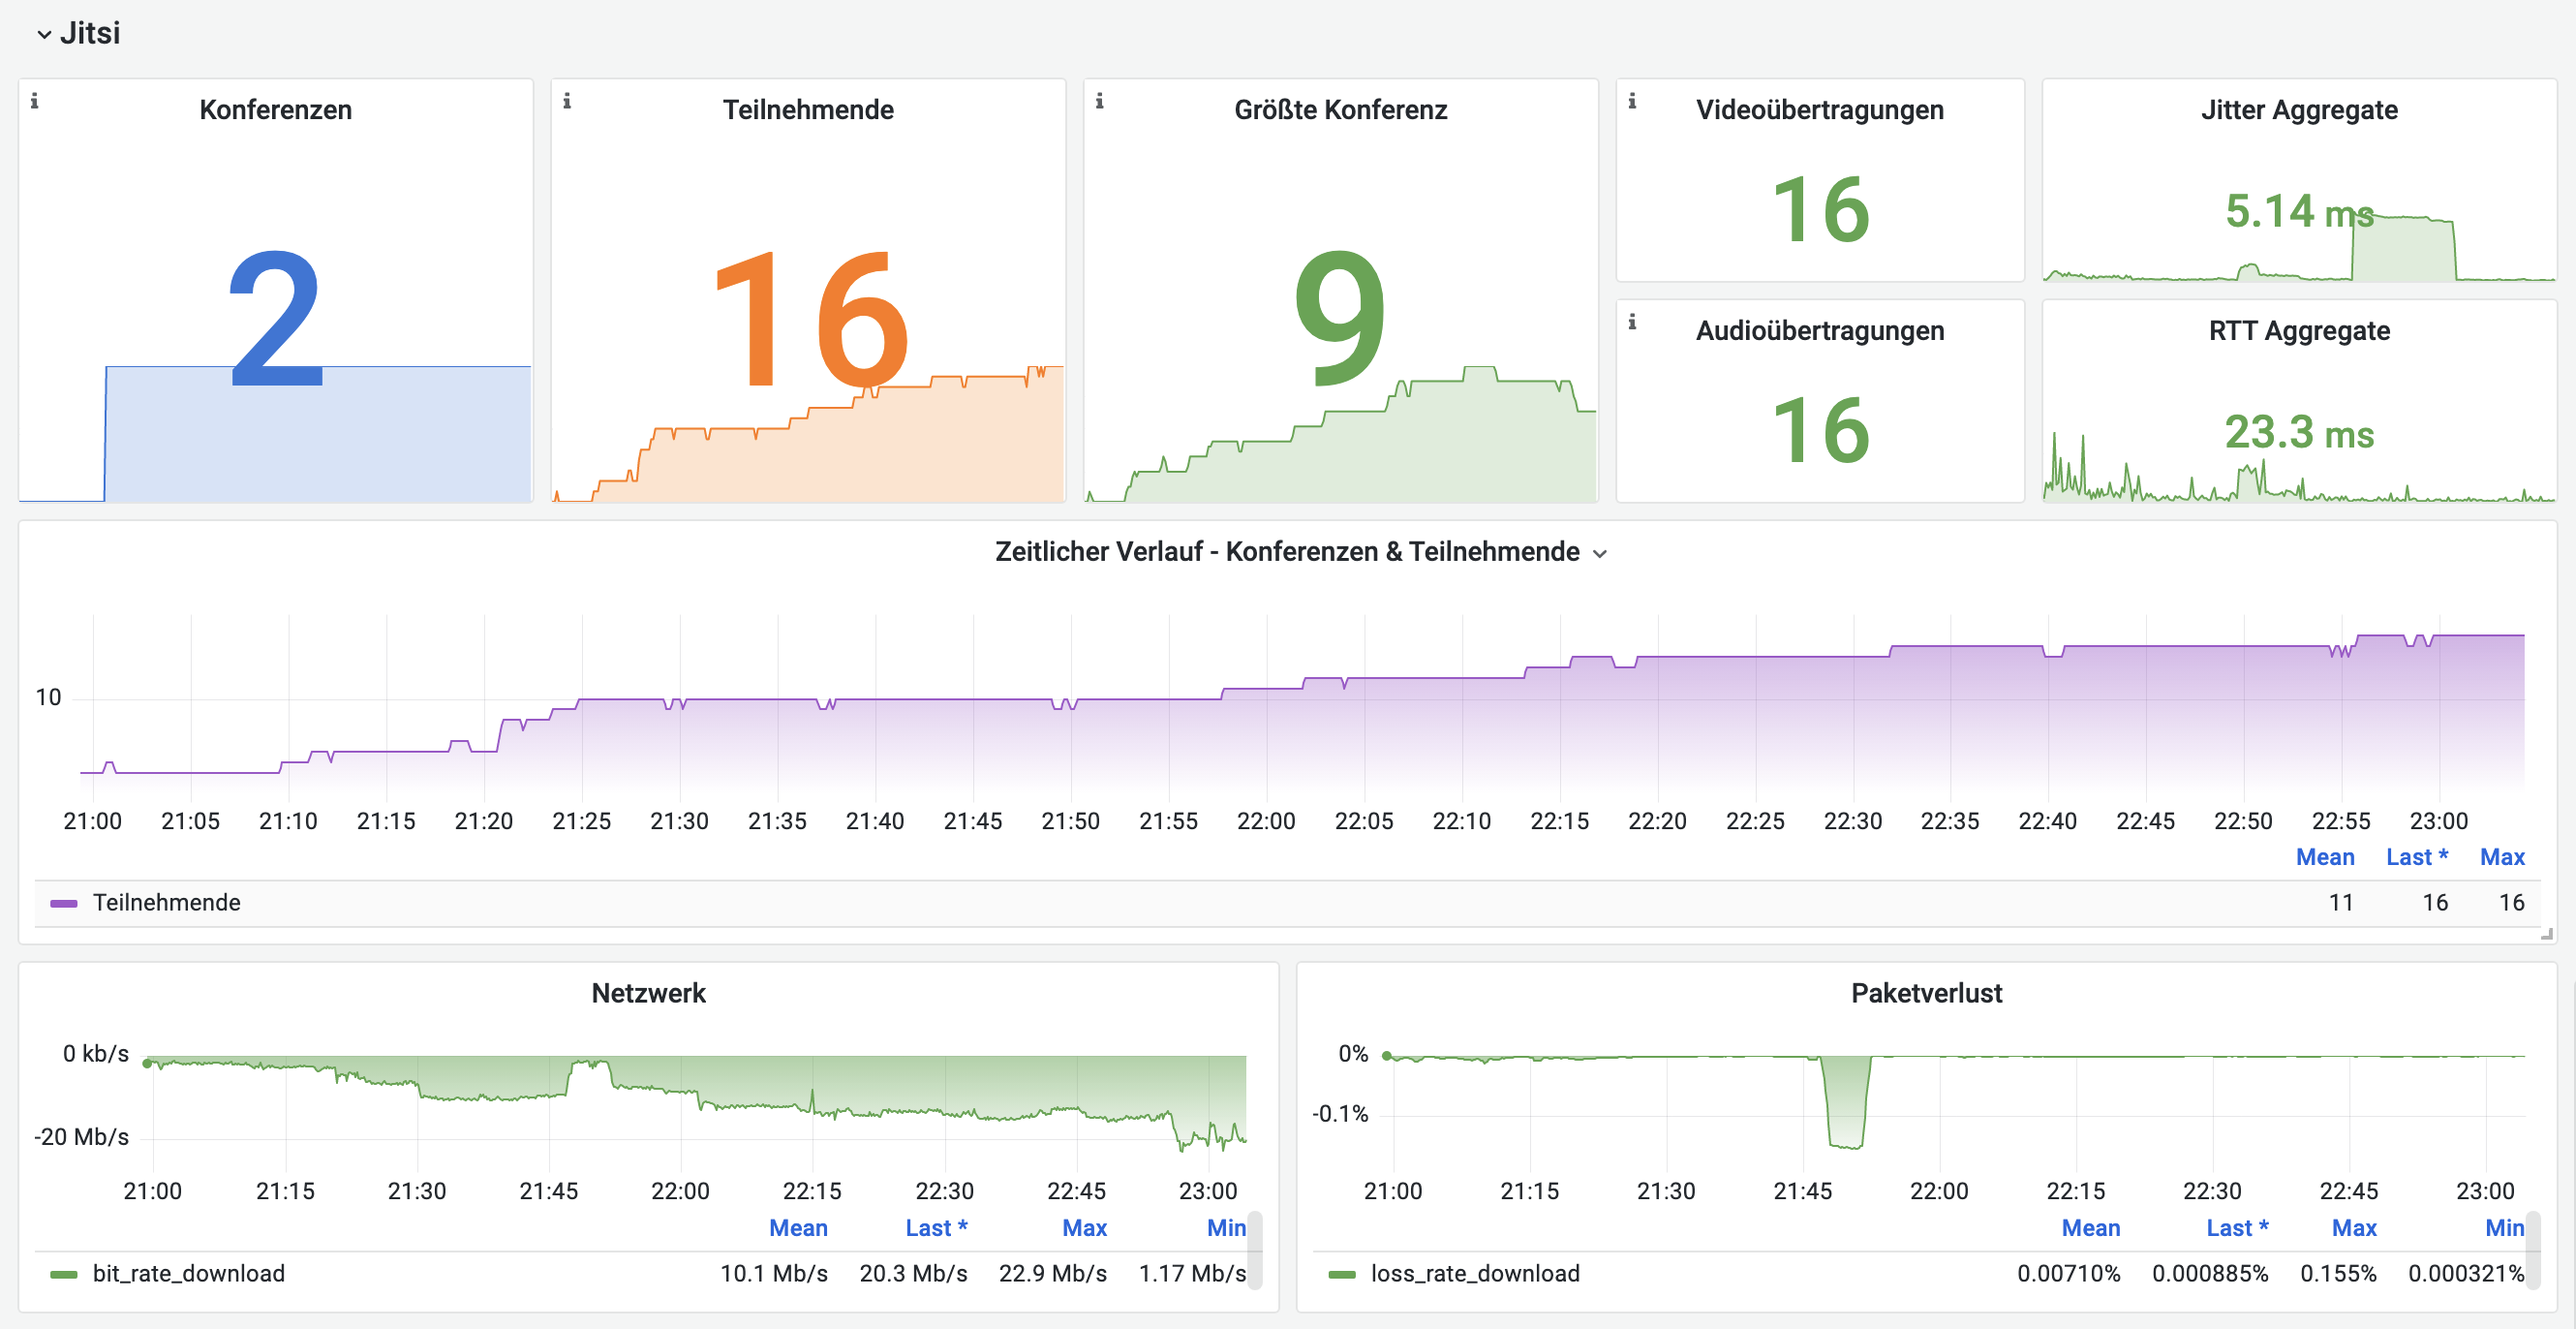 Jitsi
Konferenzen
2
Teilnehmende
16
Größte Konferenz
9
Videoübertragungen
16
Jitter Aggregate
5.14 ms
Audioübertragungen
16
RTT Aggregate
23.3 ms
Zeitlicher Verlauf - Konferenzen & Teilnehmende
10
21:00 21:05 21:10 21:15 21:20 21:25 21:30 21:35 21:40 21:45 21:50 21:55 22:00 22:05 22:10 22:15 22:20 22:25 22:30 22:35 22:40 22:45 22:50 22:55 23:00
Mean Last * Max
Teilnehmende 11 16 16
Netzwerk
0 kb/s
-20 Mb/s
21:00 21:15 21:30 21:45 22:00 22:15 22:30 22:45 23:00
Mean Last * Max Min
bit_rate_download 10.1 Mb/s 20.3 Mb/s 22.9 Mb/s 1.17 Mb/s
Paketverlust
0%
-0.1%
21:00 21:15 21:30 21:45 22:00 22:15 22:30 22:45 23:00
Mean Last * Max Min
loss_rate_download 0.00710% 0.000885% 0.155% 0.000321%